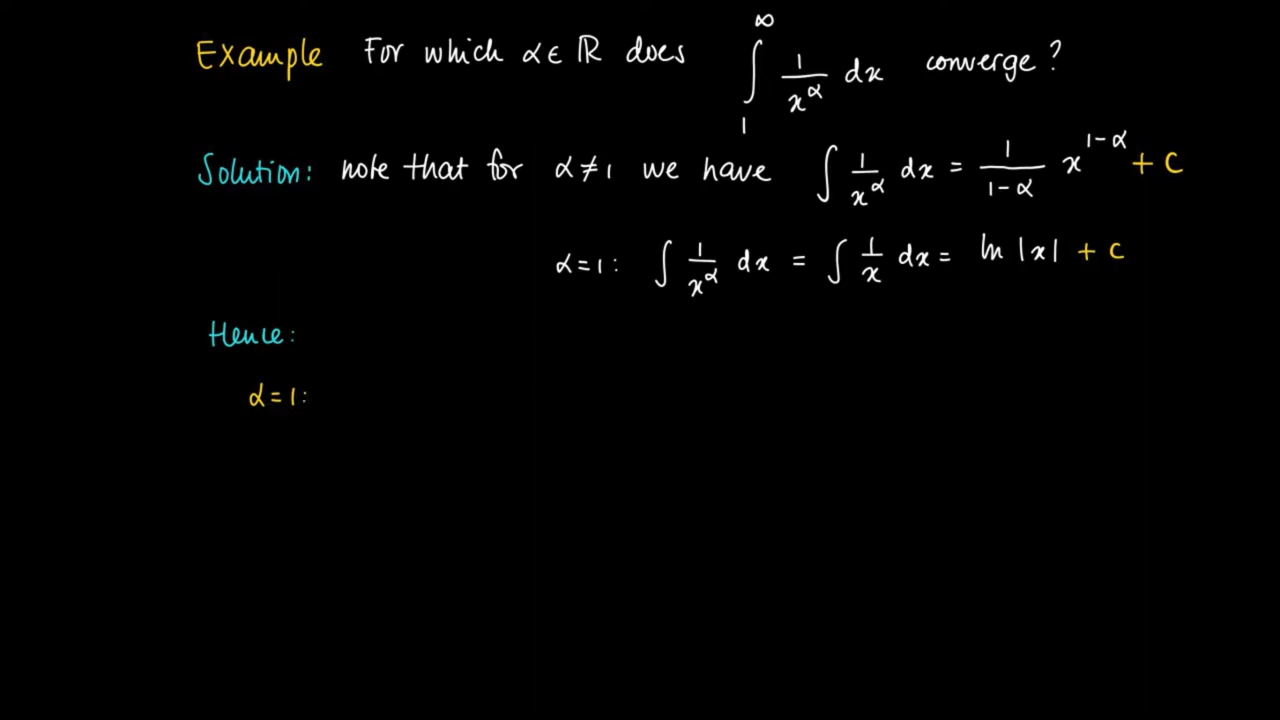 Example For which α ∈ ℝ does ∫₁^∞ 1/x^α dx converge?
Solution: note that for α ≠ 1 we have ∫ 1/x^α dx = 1/(1-α) x^(1-α) + C
α = 1: ∫ 1/x^α dx = ∫ 1/x dx = ln |x| + C
Hence:
α = 1: